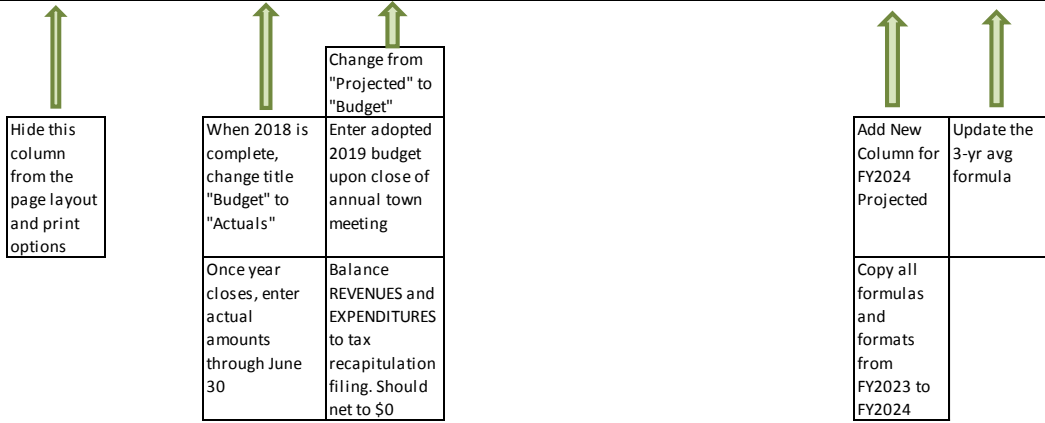 Hide this
column
from the
page layout
and print
options
When 2018 is
complete,
change title
"Budget" to
"Actuals"
Once year
closes, enter
actual
amounts
through June
30
Change from
"Projected" to
"Budget"
Enter adopted
2019 budget
upon close of
annual town
meeting
Balance
REVENUES and
EXPENDITURES
to tax
recapitulation
filing. Should
net to $0
Add New
Column for
FY2024
Projected
Copy all
formulas
and
formats
from
FY2023 to
FY2024
Update the
3-yr avg
formula